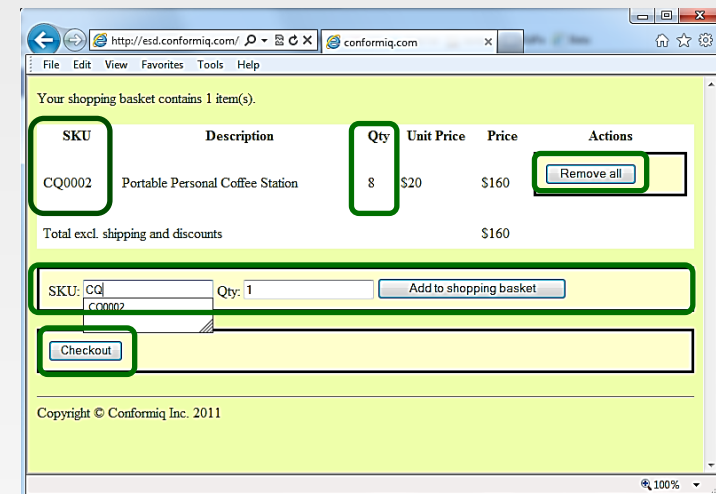 http://esd.conformiq.com/
conformiq.com
File Edit View Favorites Tools Help
Your shopping basket contains 1 item(s).
SKU Description Qty Unit Price Price Actions
CQ0002 Portable Personal Coffee Station 8 $20 $160 Remove all
Total excl. shipping and discounts $160
SKU: CQ Qty: 1 Add to shopping basket
CQ0002
Checkout
Copyright © Conformiq Inc. 2011
100%